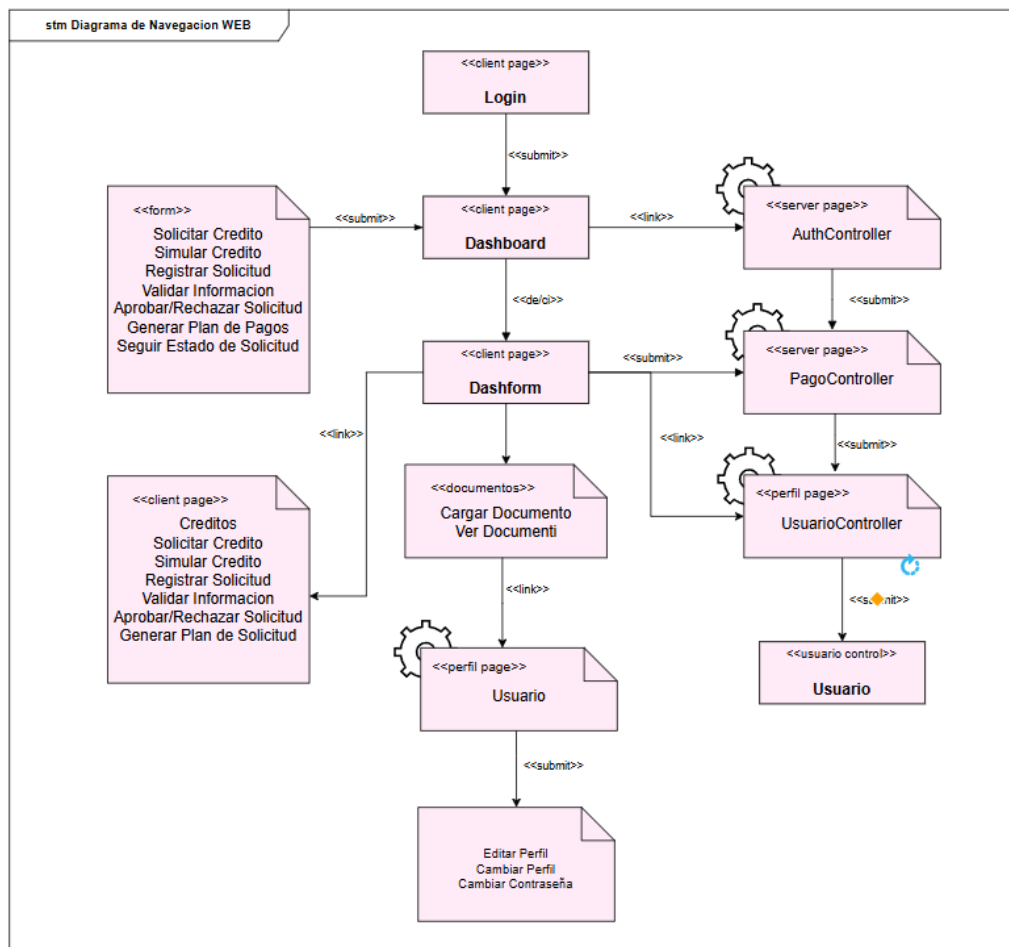 stm Diagrama de Navegacion WEB
<<client page>>
Login
<<submit>>
<<form>>
Solicitar Credito
Simular Credito
Registrar Solicitud
Validar Informacion
Aprobar/Rechazar Solicitud
Generar Plan de Pagos
Seguir Estado de Solicitud
<<submit>>
<<client page>>
Dashboard
<<link>>
<<server page>>
AuthController
<<de/ci>>
<<submit>>
<<client page>>
Dashform
<<submit>>
<<server page>>
PagoController
<<link>>
<<link>>
<<submit>>
<<client page>>
Creditos
Solicitar Credito
Simular Credito
Registrar Solicitud
Validar Informacion
Aprobar/Rechazar Solicitud
Generar Plan de Solicitud
<<documentos>>
Cargar Documento
Ver Documenti
<<perfil page>>
UsuarioController
<<link>>
<<perfil page>>
Usuario
<<usuario control>>
Usuario
<<submit>>
Editar Perfil
Cambiar Perfil
Cambiar Contraseña